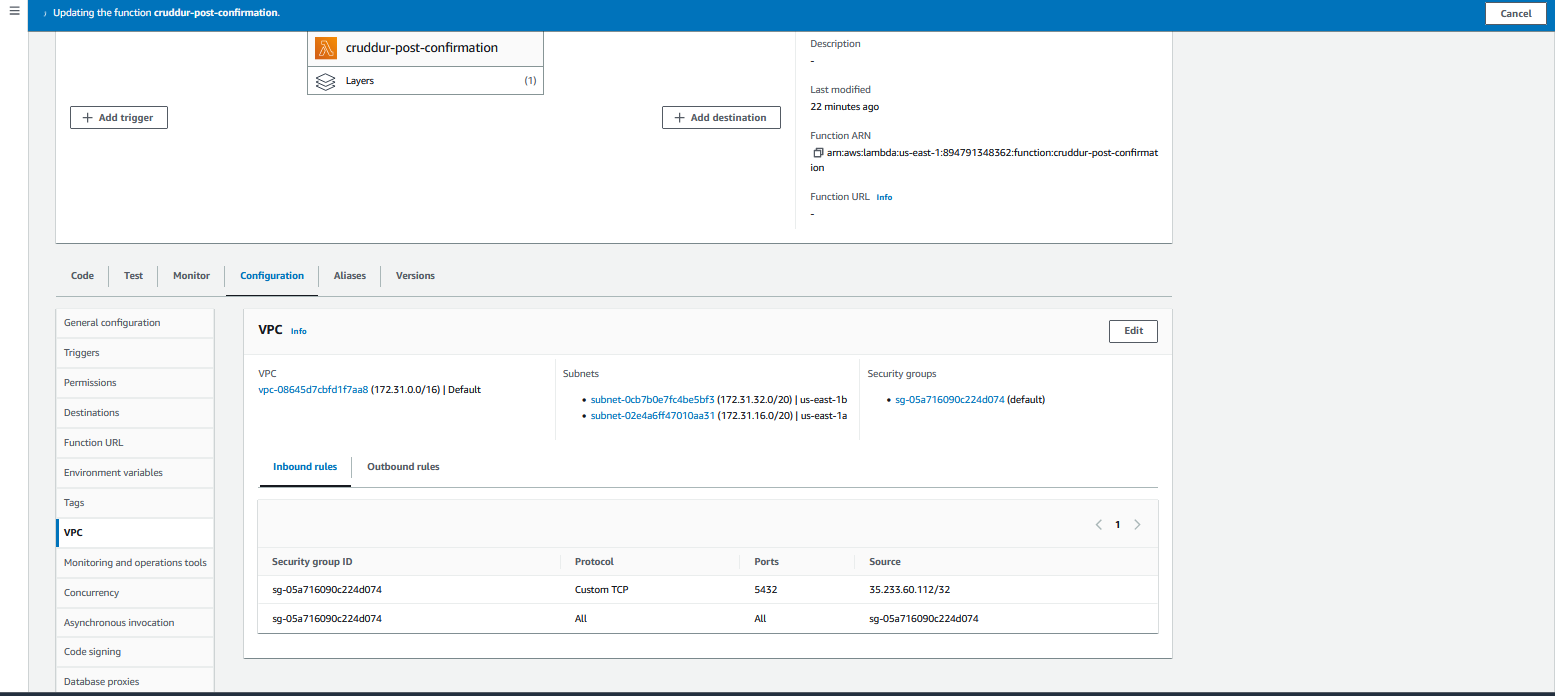 Updating the function cruddur-post-confirmation.
Cancel
cruddur-post-confirmation
Layers (1)
+ Add trigger
+ Add destination
Description
-
Last modified
22 minutes ago
Function ARN
arn:aws:lambda:us-east-1:894791348362:function:cruddur-post-confirmat
ion
Function URL Info
-
Code Test Monitor Configuration Aliases Versions
General configuration
Triggers
Permissions
Destinations
Function URL
Environment variables
Tags
VPC
Monitoring and operations tools
Concurrency
Asynchronous invocation
Code signing
Database proxies
VPC Info
Edit
VPC
vpc-08645d7cbfd1f7aa8 (172.31.0.0/16) | Default
Subnets
• subnet-0cb7b0e7fc4be5bf3 (172.31.32.0/20) | us-east-1b
• subnet-02e4a6ff47010aa31 (172.31.16.0/20) | us-east-1a
Security groups
• sg-05a716090c224d074 (default)
Inbound rules Outbound rules
1
Security group ID Protocol Ports Source
sg-05a716090c224d074 Custom TCP 5432 35.233.60.112/32
sg-05a716090c224d074 All All sg-05a716090c224d074